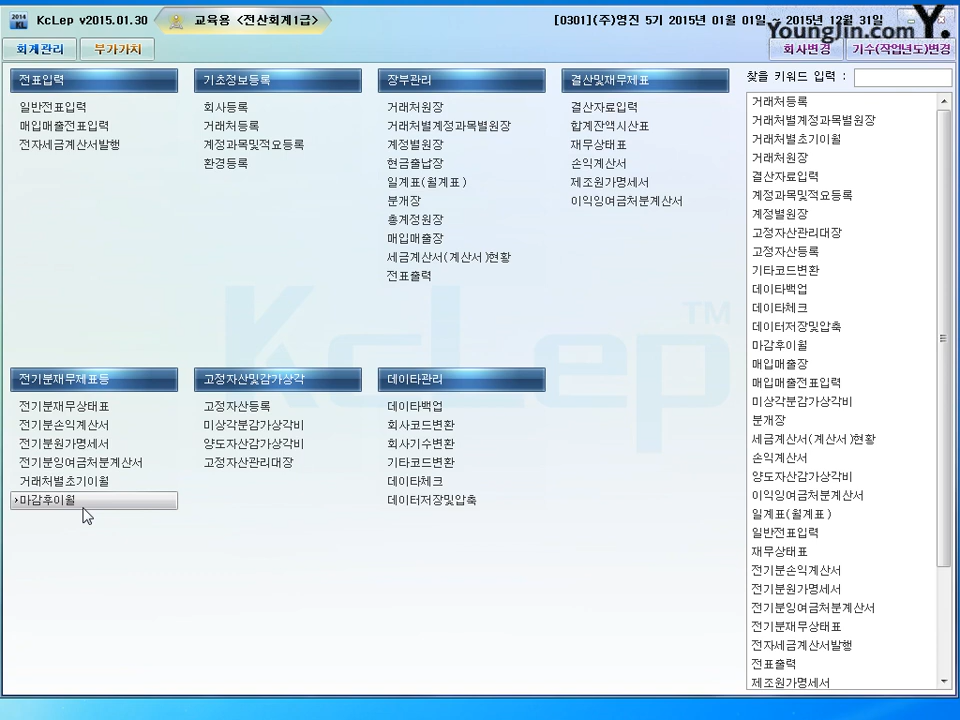 2014 KL KcLep v2015.01.30 교육용 <전산회계1급> [0301](주)영진 5기 2015년 01월 01일 ~ 2015년 12월 31일
YoungJin.com Y.
회계관리 부가가치 회사변경 기수(작업년도)변경
전표입력
일반전표입력
매입매출전표입력
전자세금계산서발행
기초정보등록
회사등록
거래처등록
계정과목및적요등록
환경등록
장부관리
거래처원장
거래처별계정과목별원장
계정별원장
현금출납장
일계표(월계표)
분개장
총계정원장
매입매출장
세금계산서(계산서)현황
전표출력
결산및재무제표
결산자료입력
합계잔액시산표
재무상태표
손익계산서
제조원가명세서
이익잉여금처분계산서
KcLep TM
전기분재무제표등
전기분재무상태표
전기분손익계산서
전기분원가명세서
전기분잉여금처분계산서
거래처별초기이월
›마감후이월
고정자산및감가상각
고정자산등록
미상각분감가상각비
양도자산감가상각비
고정자산관리대장
데이타관리
데이타백업
회사코드변환
회사기수변환
기타코드변환
데이타체크
데이터저장및압축
찾을 키워드 입력 :
거래처등록
거래처별계정과목별원장
거래처별초기이월
거래처원장
결산자료입력
계정과목및적요등록
계정별원장
고정자산관리대장
고정자산등록
기타코드변환
데이타백업
데이타체크
데이터저장및압축
마감후이월
매입매출장
매입매출전표입력
미상각분감가상각비
분개장
세금계산서(계산서)현황
손익계산서
양도자산감가상각비
이익잉여금처분계산서
일계표(월계표)
일반전표입력
재무상태표
전기분손익계산서
전기분원가명세서
전기분잉여금처분계산서
전기분재무상태표
전자세금계산서발행
전표출력
제조원가명세서